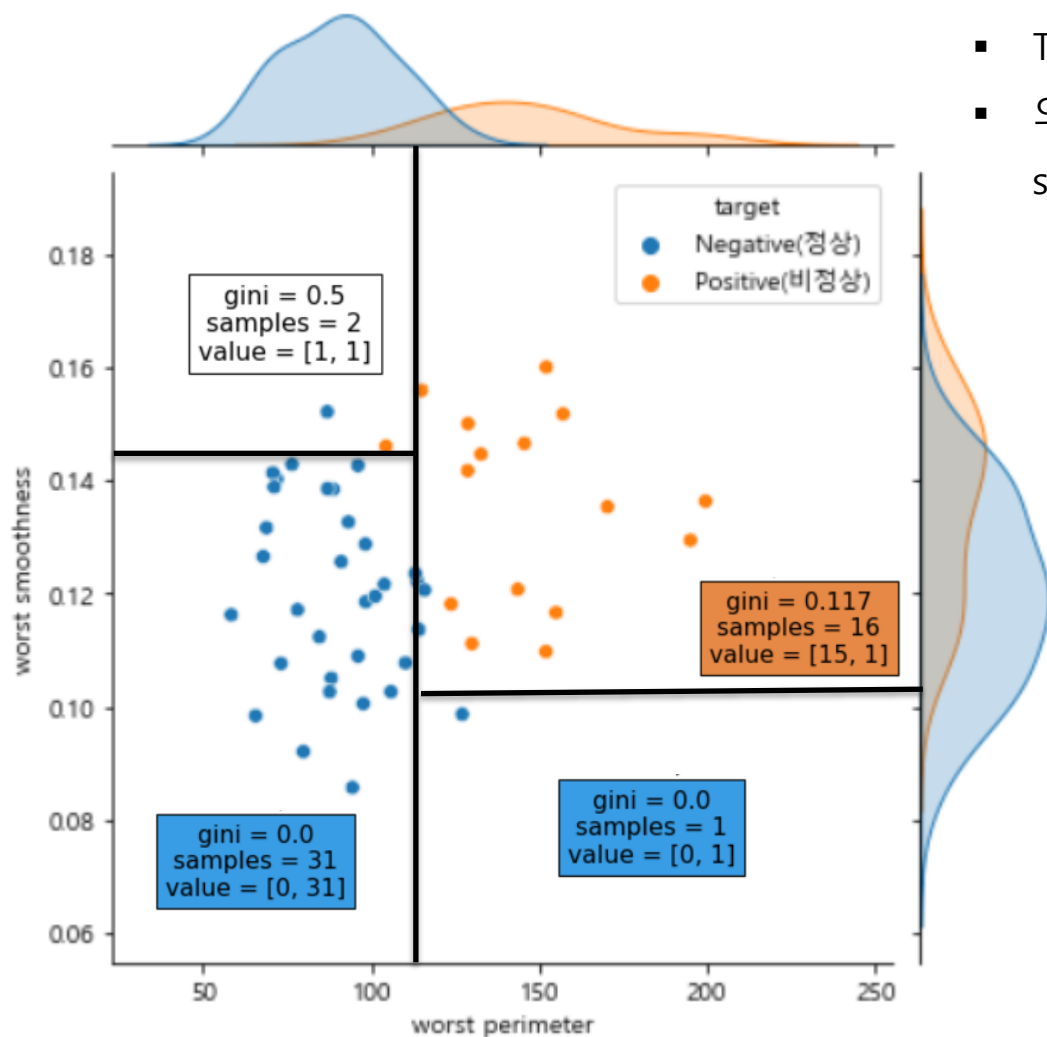 ▪ T
▪
s
target
Negative(정상)
Positive(비정상)
gini = 0.5
samples = 2
value = [1, 1]
gini = 0.117
samples = 16
value = [15, 1]
gini = 0.0
samples = 1
value = [0, 1]
gini = 0.0
samples = 31
value = [0, 31]
worst smoothness
0.18
0.16
0.14
0.12
0.10
0.08
0.06
50 100 150 200 250
worst perimeter